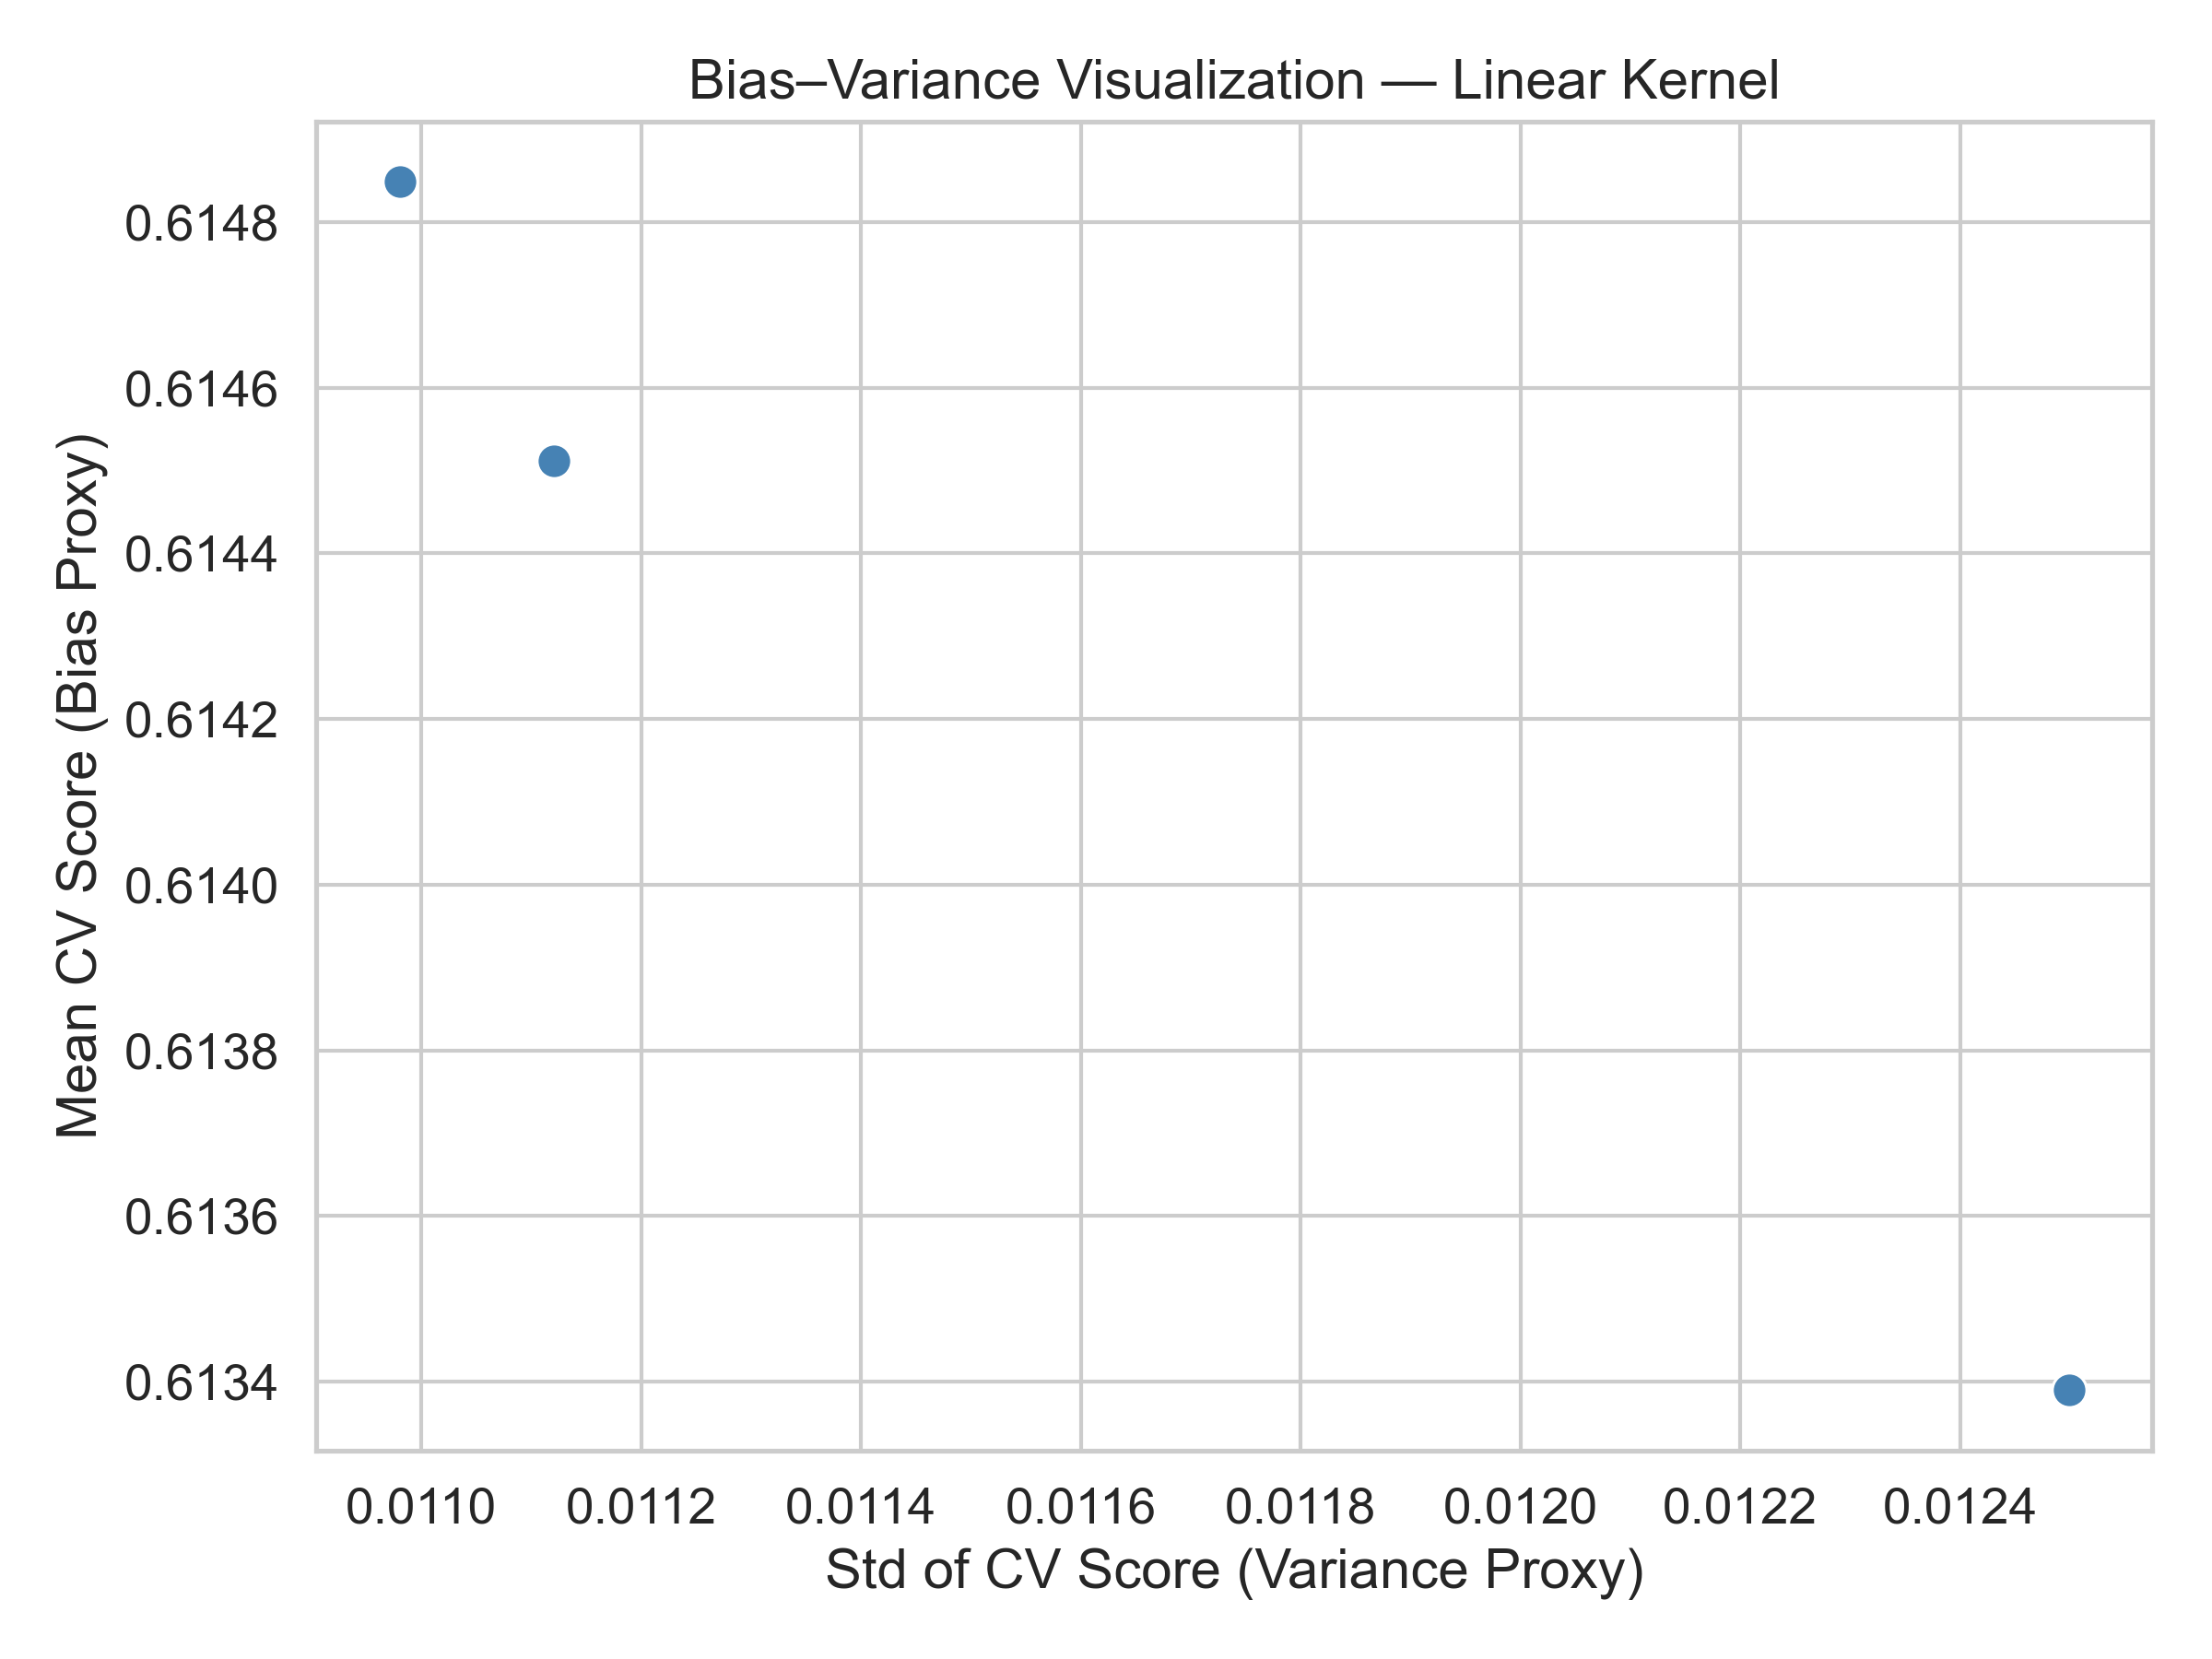 Bias–Variance Visualization — Linear Kernel
Mean CV Score (Bias Proxy)
0.6148
0.6146
0.6144
0.6142
0.6140
0.6138
0.6136
0.6134
0.0110 0.0112 0.0114 0.0116 0.0118 0.0120 0.0122 0.0124
Std of CV Score (Variance Proxy)